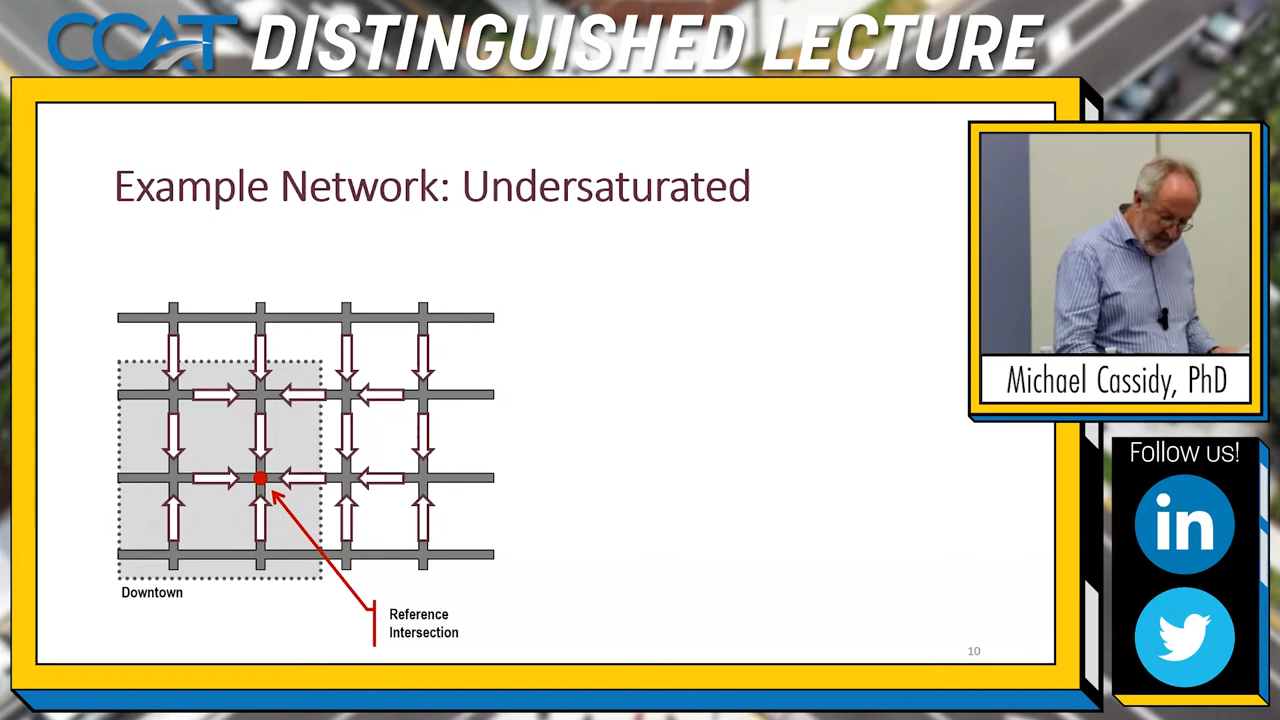 CCAT DISTINGUISHED LECTURE
Example Network: Undersaturated
Downtown
Reference
Intersection
10
Michael Cassidy, PhD
Follow us!
in